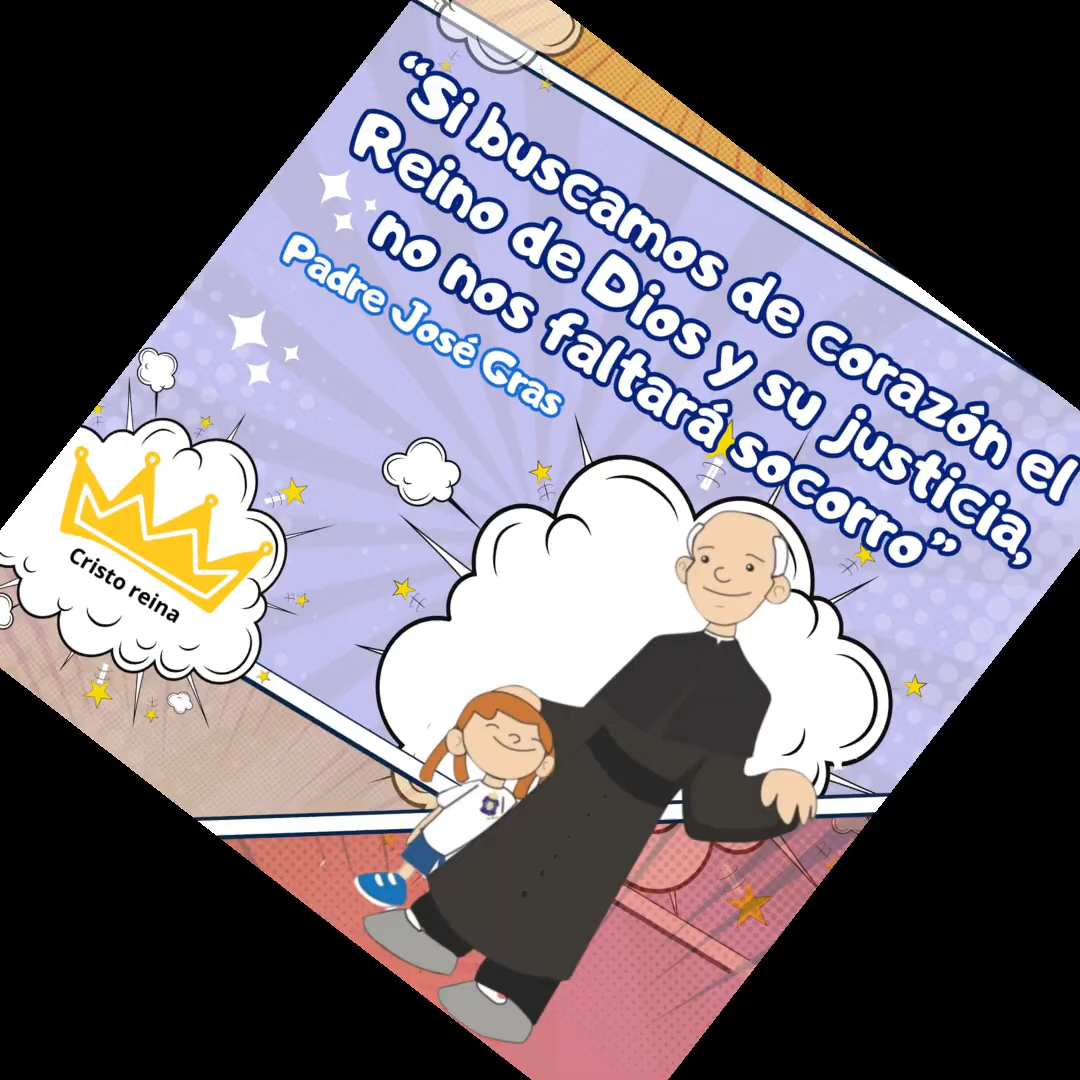 “Si buscamos de corazón el
Reino de Dios y su justicia,
no nos faltará socorro”
Padre José Gras
Cristo reina